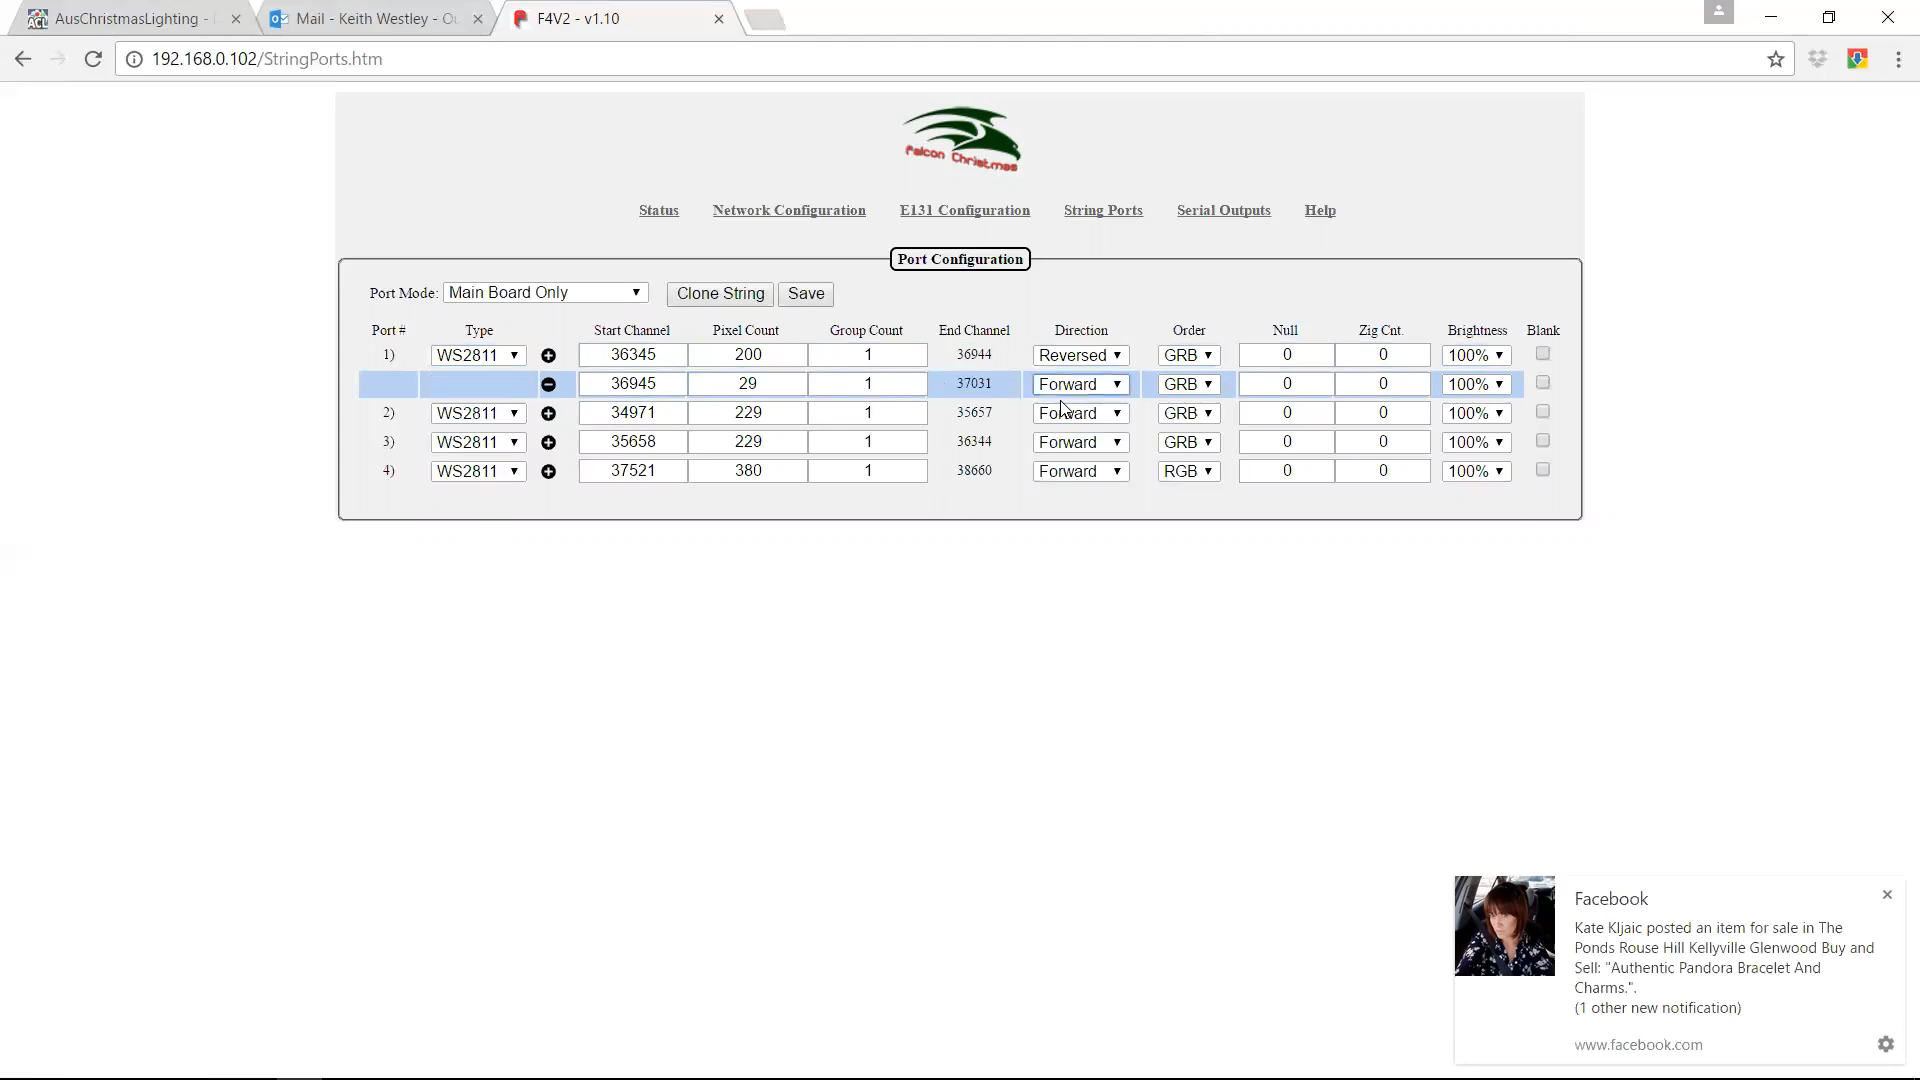 AusChristmasLighting -
Mail - Keith Westley - Ou
F4V2 - v1.10
192.168.0.102/StringPorts.htm
Falcon Christmas
Status Network Configuration E131 Configuration String Ports Serial Outputs Help
Port Configuration
Port Mode: Main Board Only Clone String Save
Port # Type Start Channel Pixel Count Group Count End Channel Direction Order Null Zig Cnt. Brightness Blank
1) WS2811 36345 200 1 36944 Reversed GRB 0 0 100%
36945 29 1 37031 Forward GRB 0 0 100%
2) WS2811 34971 229 1 35657 Forward GRB 0 0 100%
3) WS2811 35658 229 1 36344 Forward GRB 0 0 100%
4) WS2811 37521 380 1 38660 Forward RGB 0 0 100%
Facebook
Kate Kljaic posted an item for sale in The
Ponds Rouse Hill Kellyville Glenwood Buy and
Sell: "Authentic Pandora Bracelet And
Charms.".
(1 other new notification)
www.facebook.com